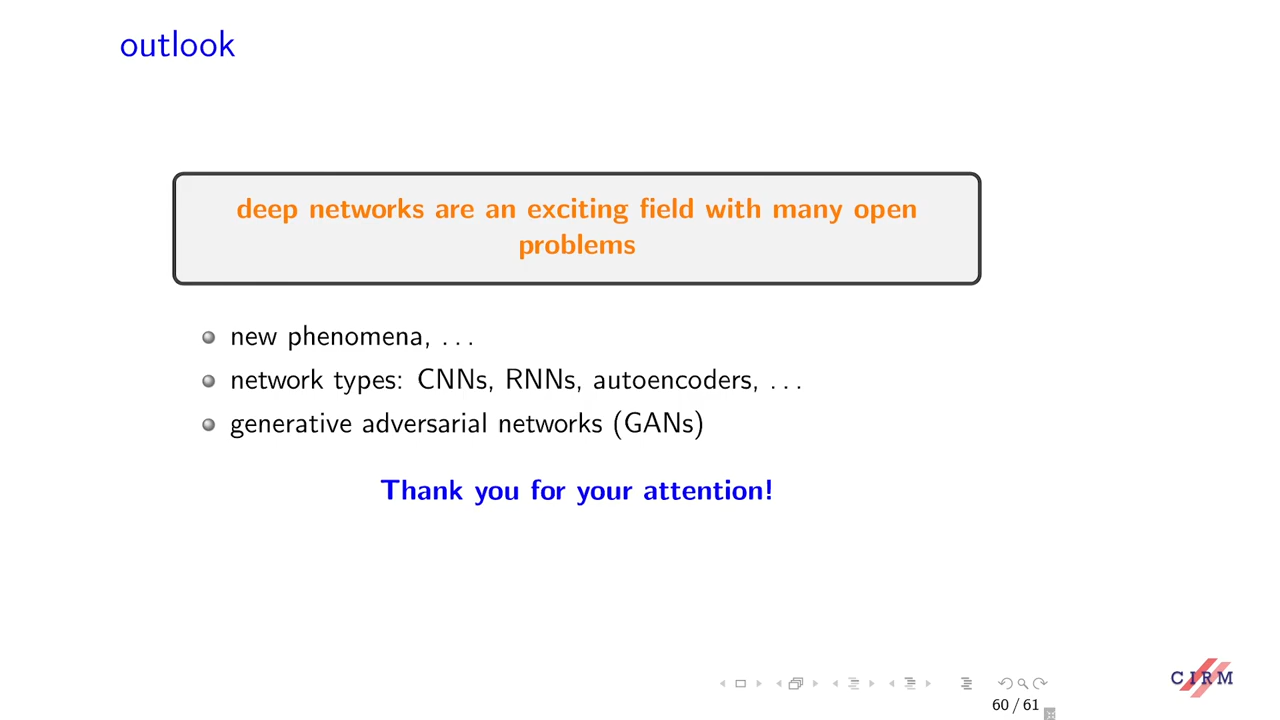 outlook
deep networks are an exciting field with many open
problems
new phenomena, ...
network types: CNNs, RNNs, autoencoders, ...
generative adversarial networks (GANs)
Thank you for your attention!
CIRM
60 / 61